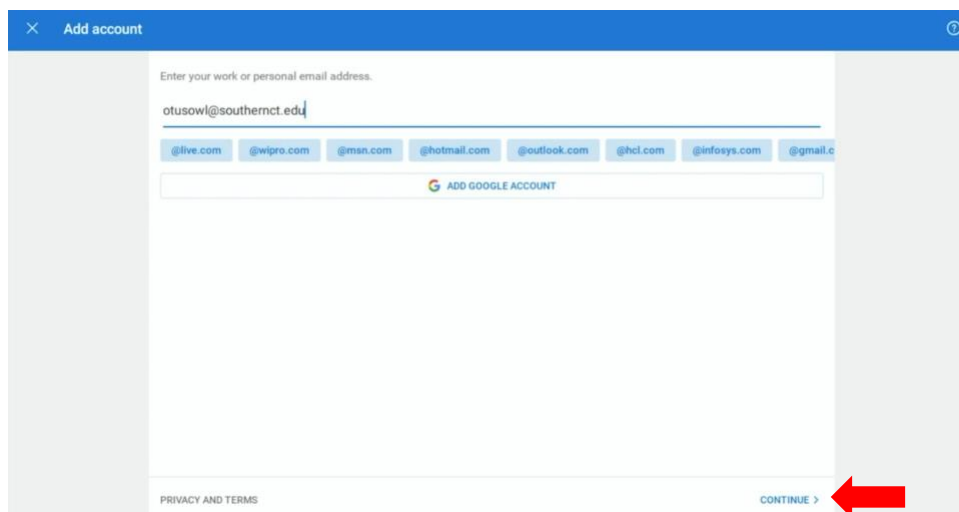 Add account
Enter your work or personal email address.
otusowl@southernct.edu
@live.com @wipro.com @msn.com @hotmail.com @outlook.com @hcl.com @infosys.com @gmail.c
ADD GOOGLE ACCOUNT
PRIVACY AND TERMS CONTINUE >